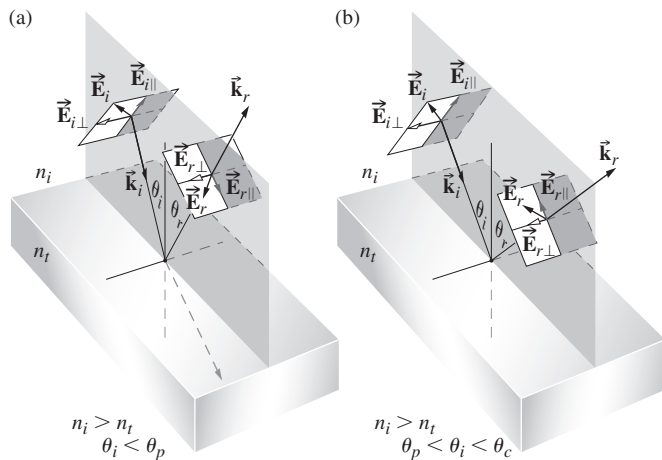 (a)
E⃗i
E⃗i∥
E⃗i⊥
k⃗r
ni
k⃗i
θi
θr
E⃗r⊥
E⃗r
E⃗r∥
nt
ni > nt
θi < θp
(b)
E⃗i
E⃗i∥
E⃗i⊥
k⃗r
ni
k⃗i
θi
θr
E⃗r
E⃗r∥
E⃗r⊥
nt
ni > nt
θp < θi < θc